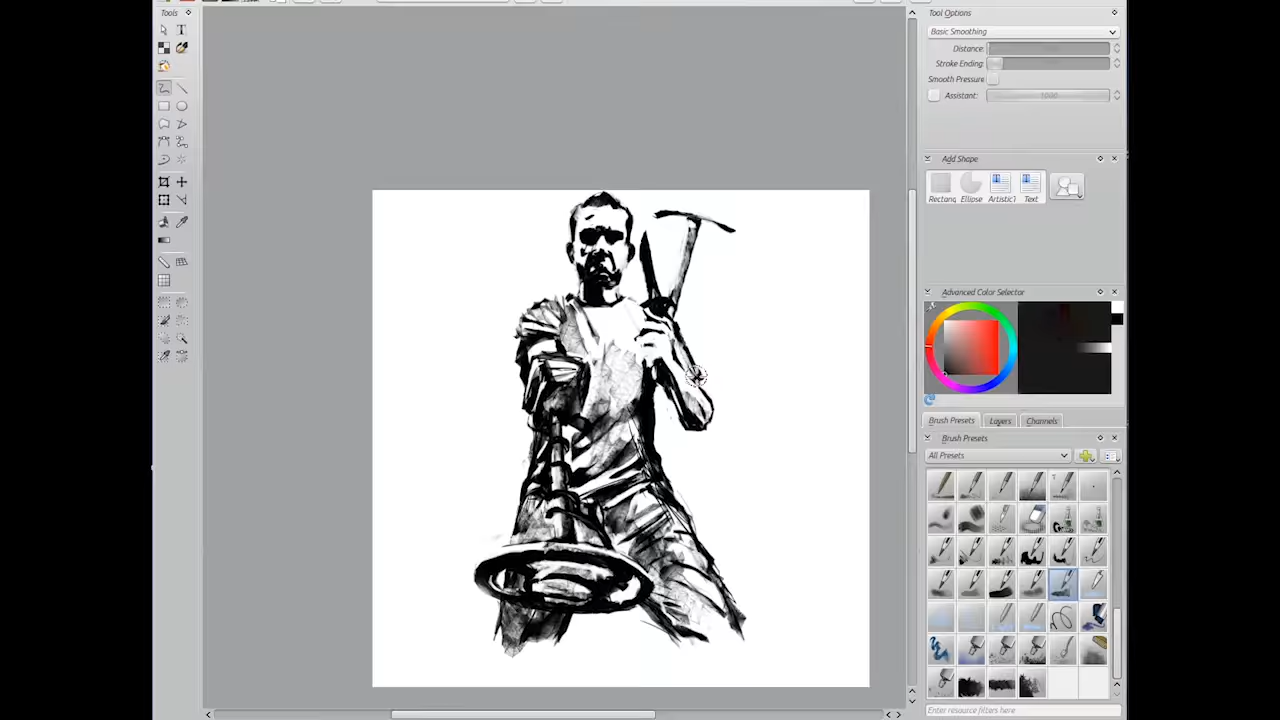 Tools
T
Tool Options
Basic Smoothing
Distance:
Stroke Ending:
Smooth Pressure
Assistant:
1000
Add Shape
Rectang Ellipse Artistic T Text
Advanced Color Selector
Brush Presets Layers Channels
Brush Presets
All Presets
Enter resource filters here